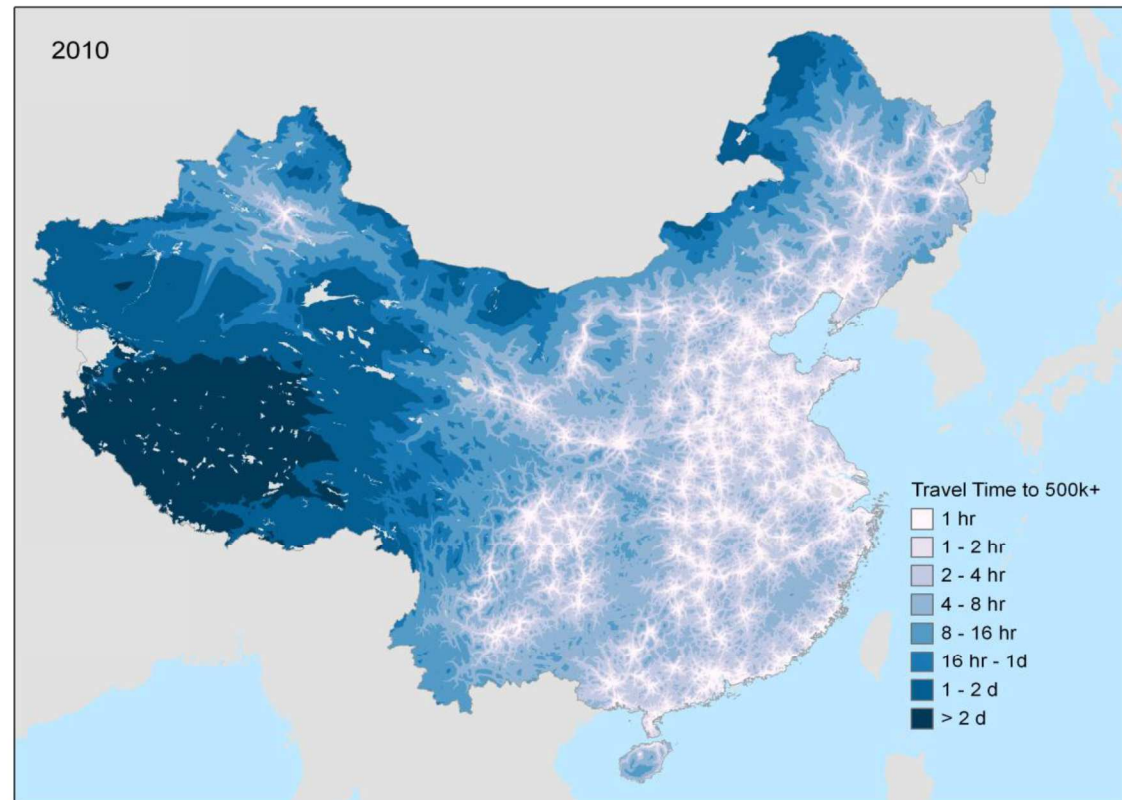 2010
Travel Time to 500k+
1 hr
1 - 2 hr
2 - 4 hr
4 - 8 hr
8 - 16 hr
16 hr - 1d
1 - 2 d
> 2 d